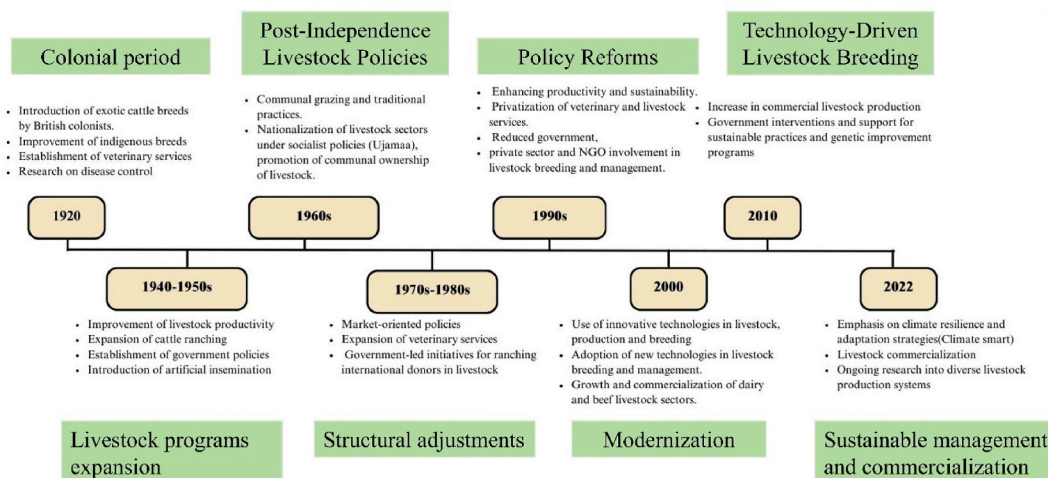 Colonial period
• Introduction of exotic cattle breeds
by British colonists.
• Improvement of indigenous breeds
• Establishment of veterinary services
• Research on disease control
Post-Independence
Livestock Policies
• Communal grazing and traditional
practices.
• Nationalization of livestock sectors
under socialist policies (Ujamaa),
promotion of communal ownership
of livestock.
Policy Reforms
• Enhancing productivity and sustainability.
• Privatization of veterinary and livestock
services.
• Reduced government,
• private sector and NGO involvement in
livestock breeding and management.
Technology-Driven
Livestock Breeding
• Increase in commercial livestock production
• Government interventions and support for
sustainable practices and genetic improvement
programs
1920
1960s
1990s
2010
1940-1950s
1970s-1980s
2000
2022
• Improvement of livestock productivity
• Expansion of cattle ranching
• Establishment of government policies
• Introduction of artificial insemination
Livestock programs
expansion
• Market-oriented policies
• Expansion of veterinary services
• Government-led initiatives for ranching
international donors in livestock
Structural adjustments
• Use of innovative technologies in livestock,
production and breeding
• Adoption of new technologies in livestock
breeding and management.
• Growth and commercialization of dairy
and beef livestock sectors.
Modernization
• Emphasis on climate resilience and
adaptation strategies(Climate smart)
• Livestock commercialization
• Ongoing research into diverse livestock
production systems
Sustainable management
and commercialization